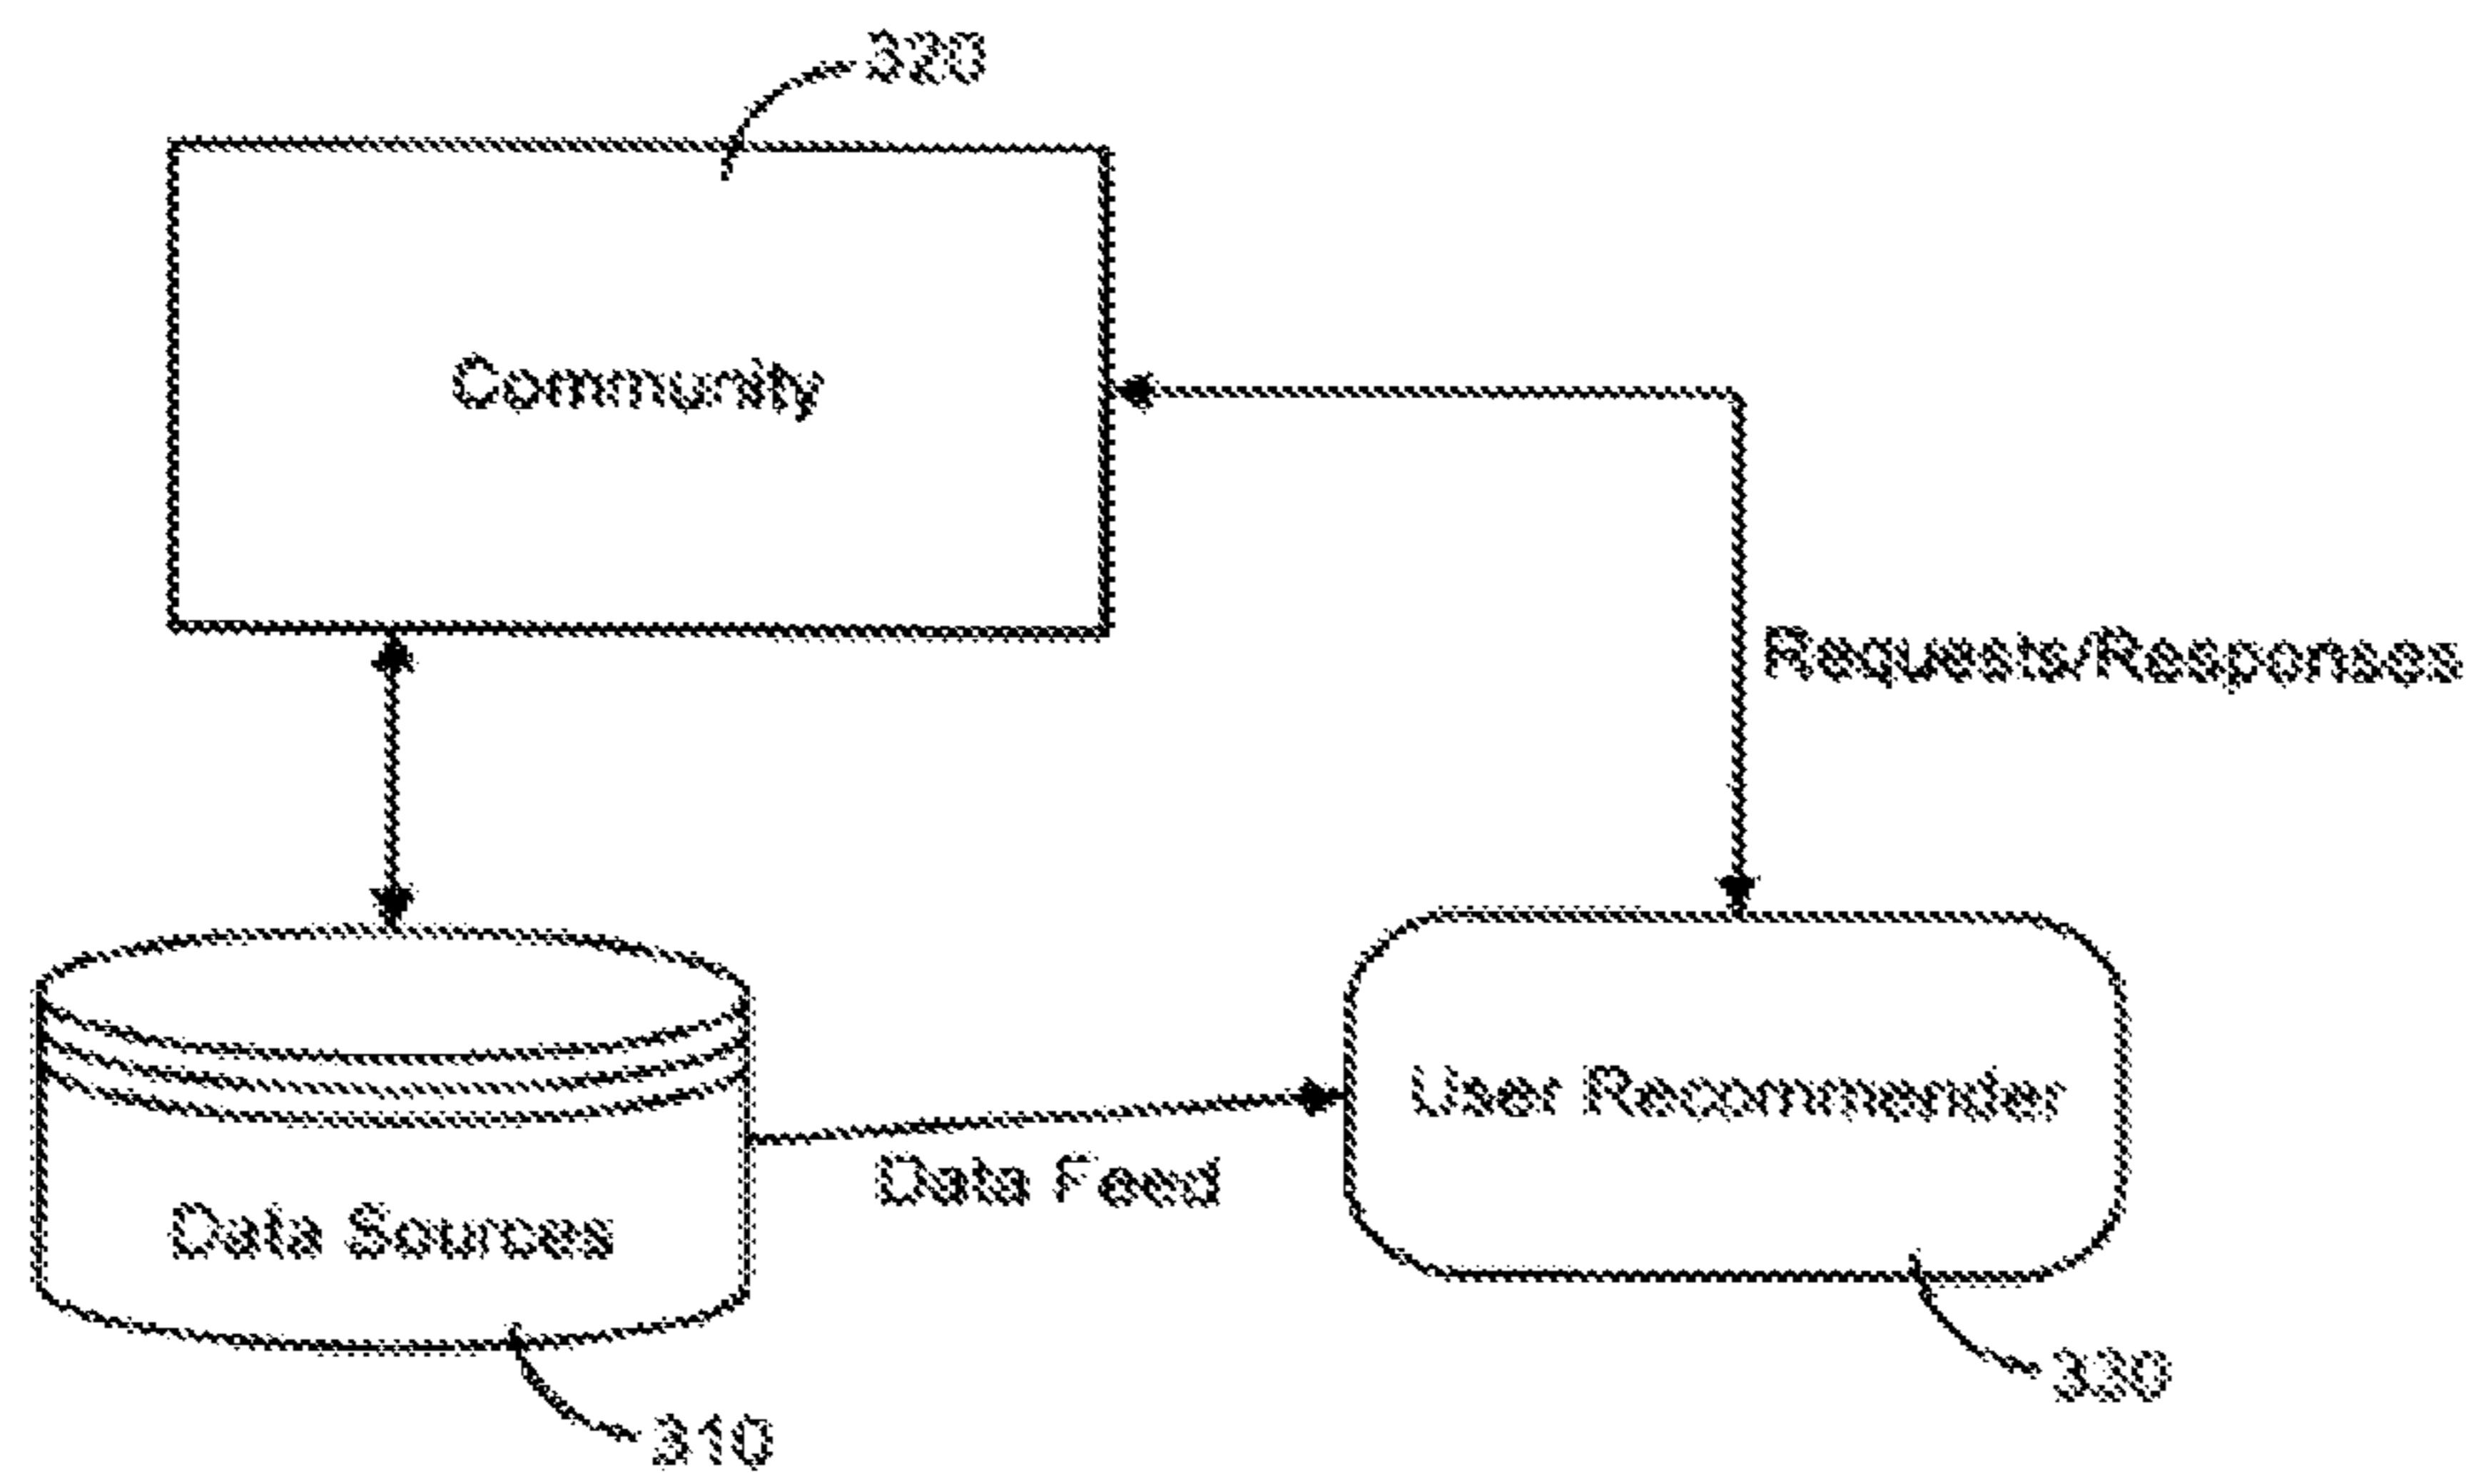 320
Community
Requests/Responses
User Recommender
Data Feed
Data Sources
330
310